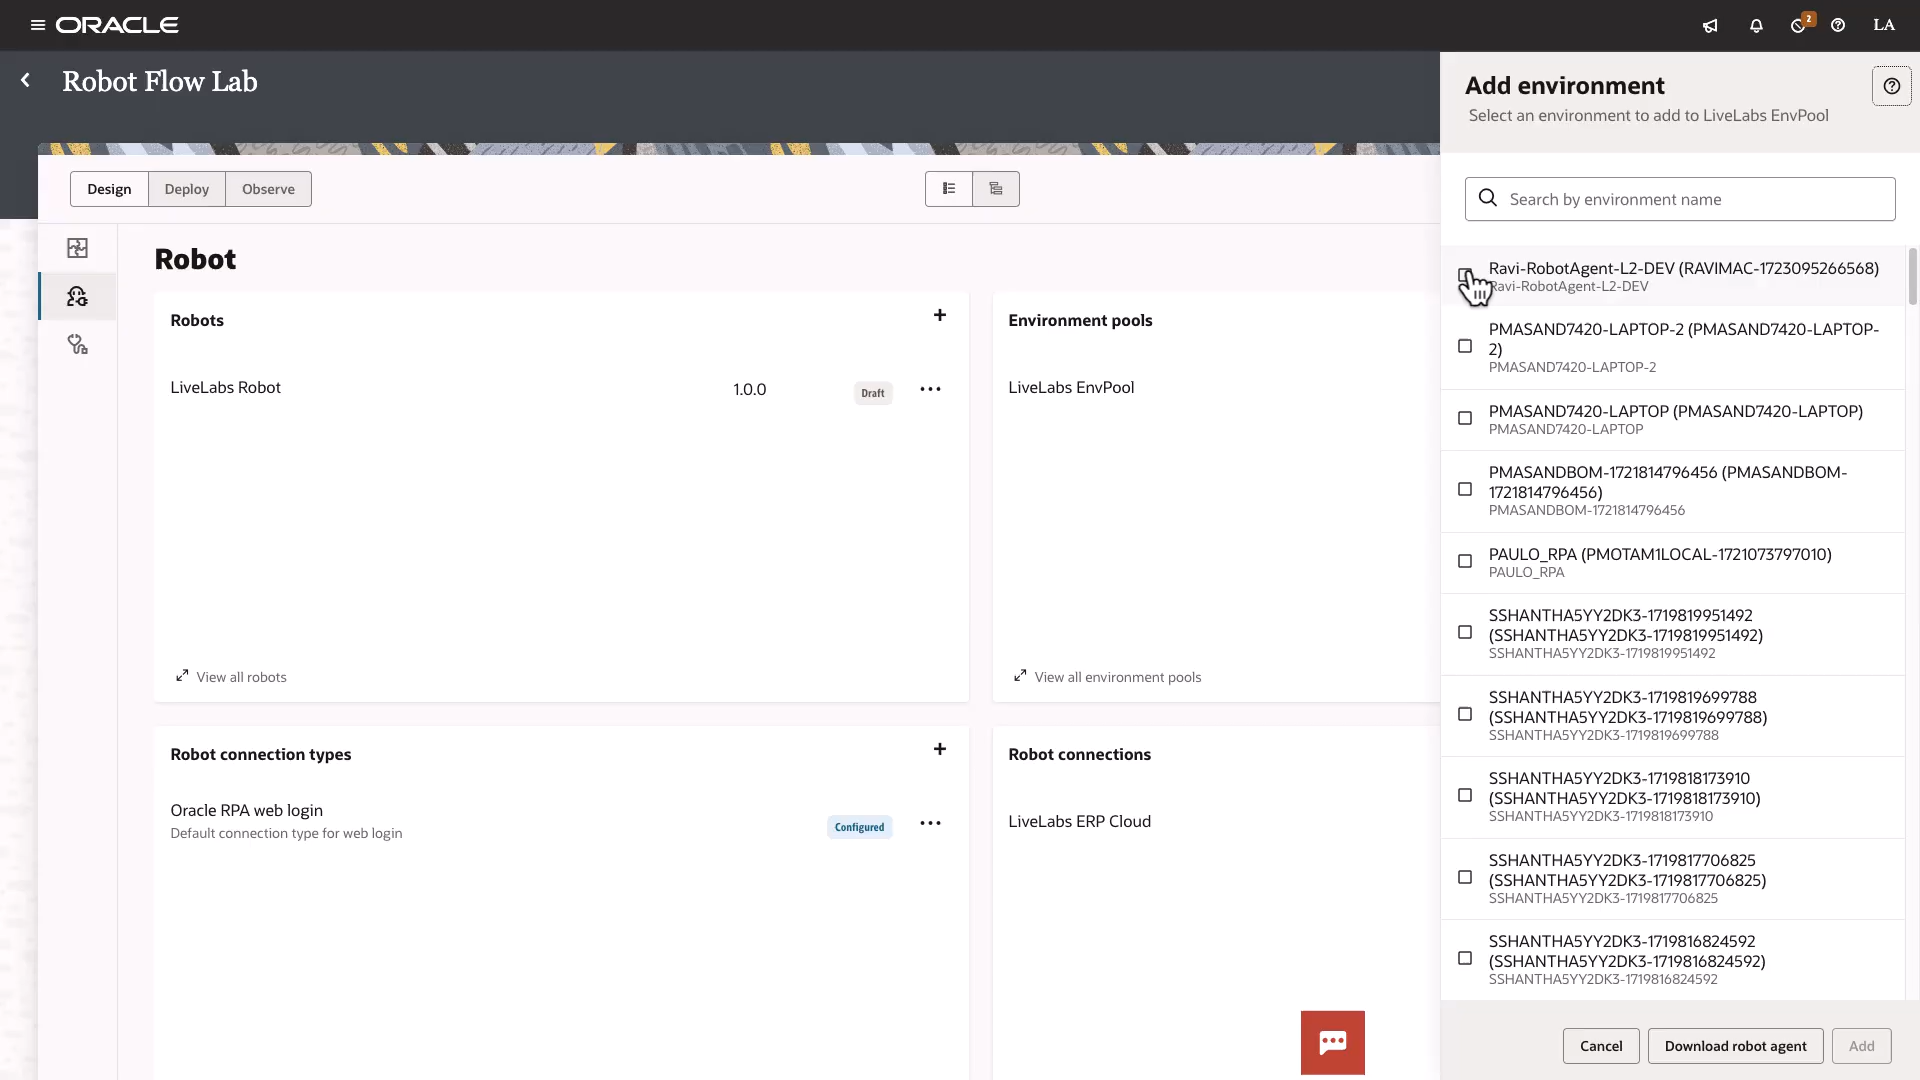 ORACLE
2
LA
Robot Flow Lab
Design
Deploy
Observe
Robot
Robots
LiveLabs Robot
1.0.0
Draft
View all robots
Environment pools
LiveLabs EnvPool
View all environment pools
Robot connection types
Oracle RPA web login
Default connection type for web login
Configured
Robot connections
LiveLabs ERP Cloud
Add environment
Select an environment to add to LiveLabs EnvPool
Search by environment name
Ravi-RobotAgent-L2-DEV (RAVIMAC-1723095266568)
Ravi-RobotAgent-L2-DEV
PMASAND7420-LAPTOP-2 (PMASAND7420-LAPTOP-
2)
PMASAND7420-LAPTOP-2
PMASAND7420-LAPTOP (PMASAND7420-LAPTOP)
PMASAND7420-LAPTOP
PMASANDBOM-1721814796456 (PMASANDBOM-
1721814796456)
PMASANDBOM-1721814796456
PAULO_RPA (PMOTAM1LOCAL-1721073797010)
PAULO_RPA
SSHANTHA5YY2DK3-1719819951492
(SSHANTHA5YY2DK3-1719819951492)
SSHANTHA5YY2DK3-1719819951492
SSHANTHA5YY2DK3-1719819699788
(SSHANTHA5YY2DK3-1719819699788)
SSHANTHA5YY2DK3-1719819699788
SSHANTHA5YY2DK3-1719818173910
(SSHANTHA5YY2DK3-1719818173910)
SSHANTHA5YY2DK3-1719818173910
SSHANTHA5YY2DK3-1719817706825
(SSHANTHA5YY2DK3-1719817706825)
SSHANTHA5YY2DK3-1719817706825
SSHANTHA5YY2DK3-1719816824592
(SSHANTHA5YY2DK3-1719816824592)
SSHANTHA5YY2DK3-1719816824592
Cancel
Download robot agent
Add